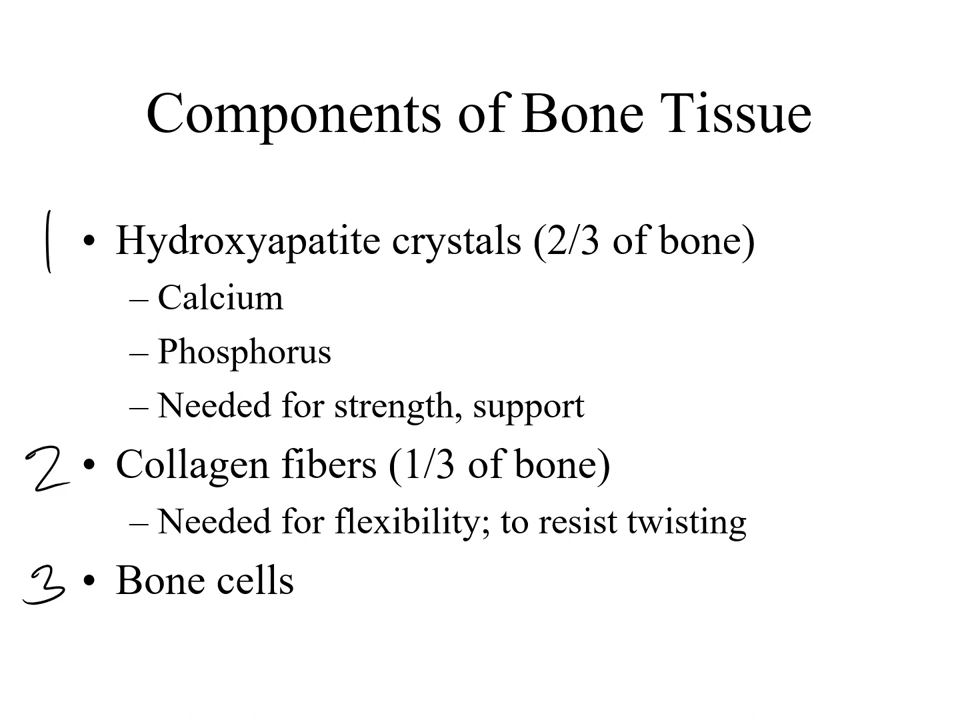 Components of Bone Tissue
1 • Hydroxyapatite crystals (2/3 of bone)
– Calcium
– Phosphorus
– Needed for strength, support
2 • Collagen fibers (1/3 of bone)
– Needed for flexibility; to resist twisting
3 • Bone cells